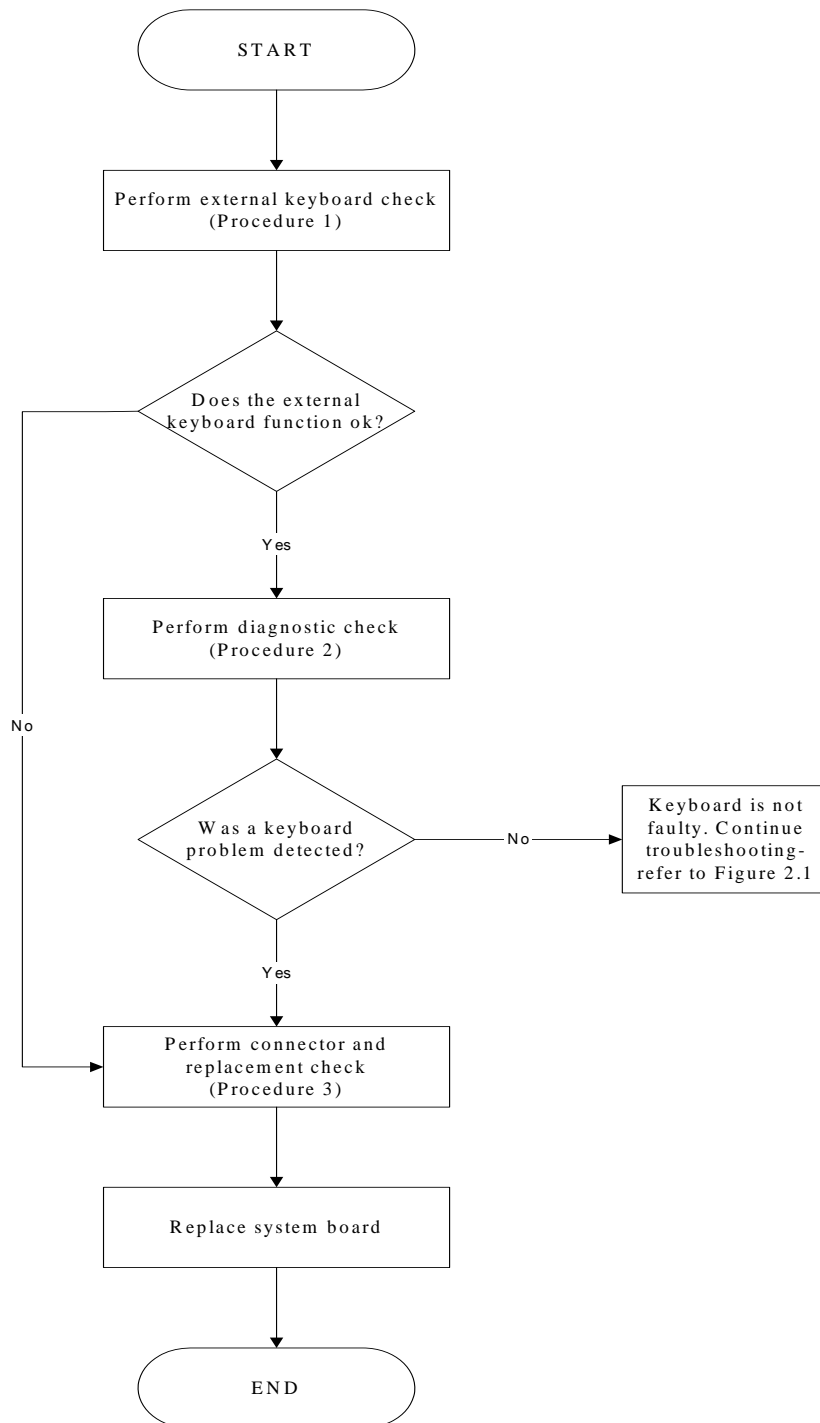 START
Perform external keyboard check
(Procedure 1)
Does the external
keyboard function ok?
Yes
Perform diagnostic check
(Procedure 2)
No
Was a keyboard
problem detected?
No
Keyboard is not
faulty. Continue
troubleshooting-
refer to Figure 2.1
Yes
Perform connector and
replacement check
(Procedure 3)
Replace system board
END